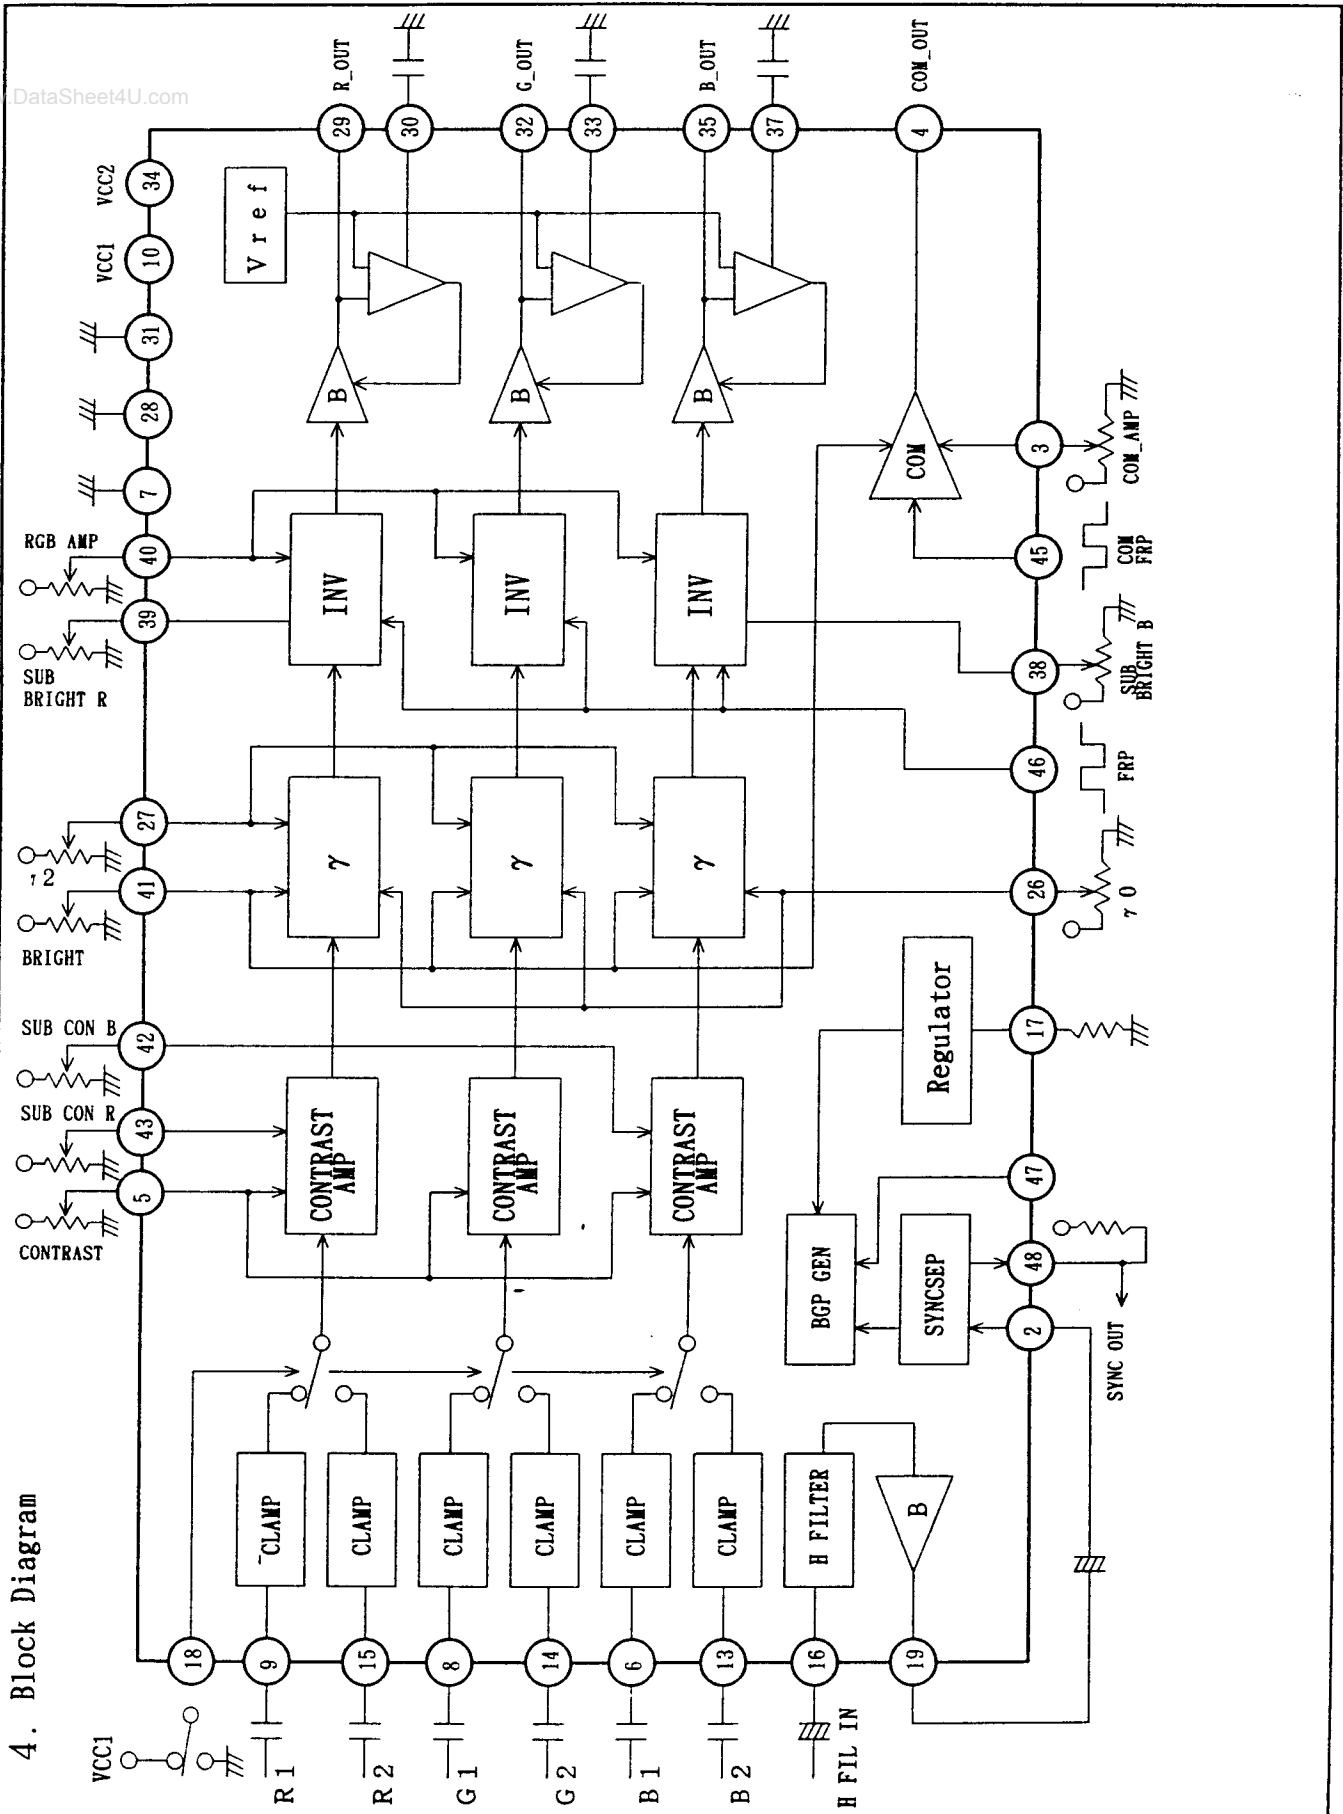 .DataSheet4U.com
4. Block Diagram
VCC1
18
R1
9
CLAMP
R2
15
CLAMP
G1
8
CLAMP
G2
14
CLAMP
B1
6
CLAMP
B2
13
CLAMP
H FIL IN
16
H FILTER
19
B
CONTRAST
5
SUB CON R
43
SUB CON B
42
BRIGHT
41
γ2
27
SUB
BRIGHT R
39
RGB AMP
40
7
28
31
VCC1
10
VCC2
34
CONTRAST
AMP
CONTRAST
AMP
CONTRAST
AMP
γ
γ
γ
INV
INV
INV
B
B
B
Vref
R_OUT
29
30
G_OUT
32
33
B_OUT
35
37
COM_OUT
4
COM
BGP GEN
SYNCSEP
Regulator
2
48
SYNC OUT
47
17
26
γ0
46
FRP
38
SUB
BRIGHT B
45
COM
FRP
3
COM_AMP